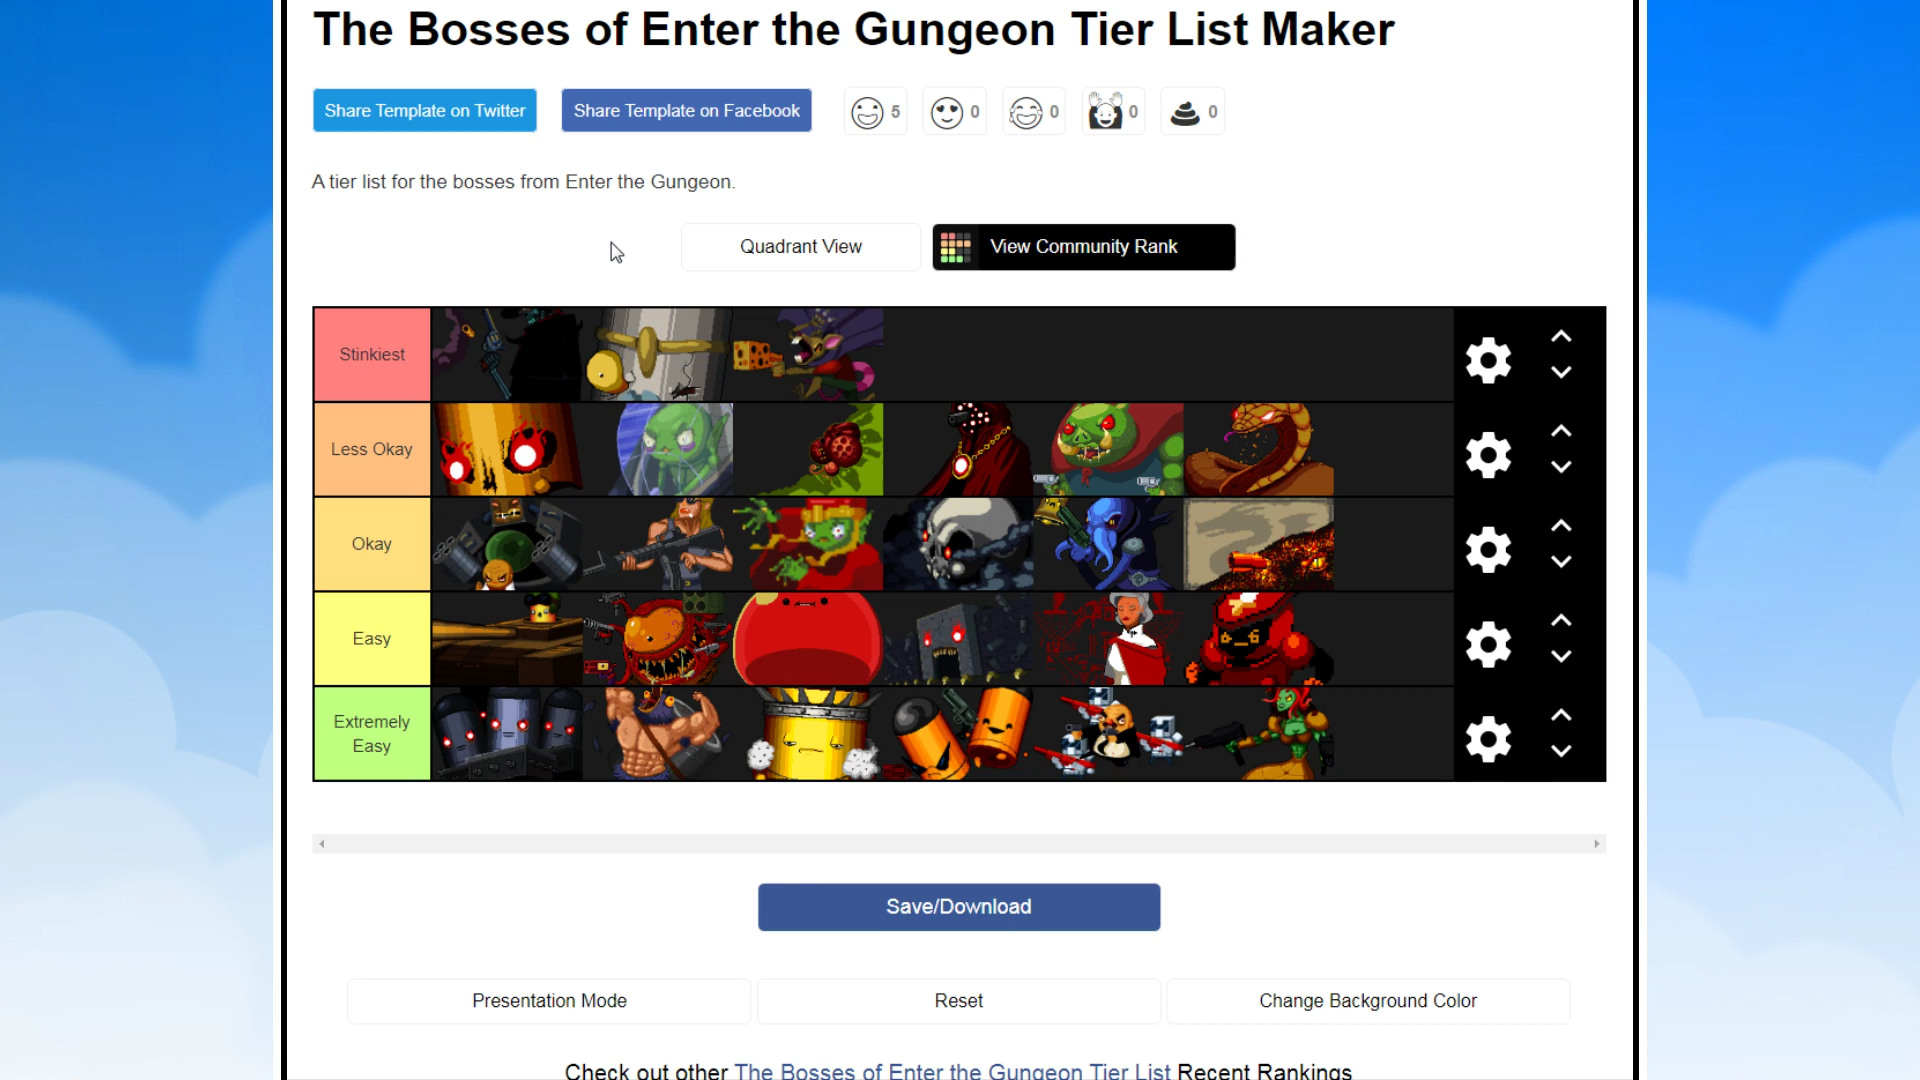 The Bosses of Enter the Gungeon Tier List Maker
Share Template on Twitter
Share Template on Facebook
5
0
0
0
0
A tier list for the bosses from Enter the Gungeon.
Quadrant View
View Community Rank
Stinkiest
Less Okay
Okay
Easy
Extremely
Easy
Save/Download
Presentation Mode
Reset
Change Background Color
Check out other The Bosses of Enter the Gungeon Tier List Recent Rankings